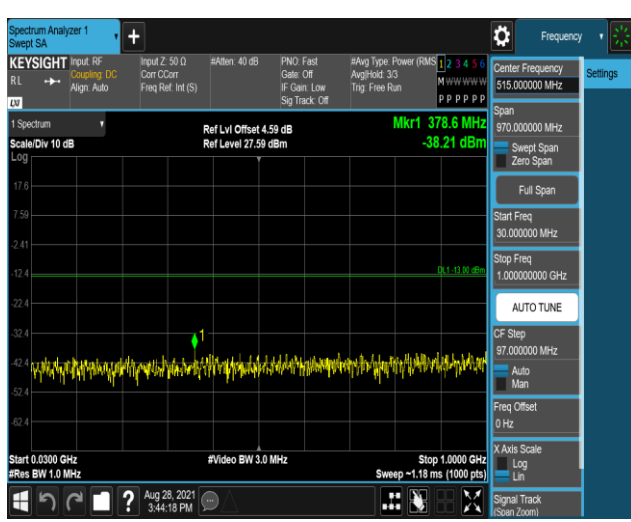 Spectrum Analyzer 1
Swept SA
Frequency
KEYSIGHT
RL
LXI
Input: RF
Coupling: DC
Align: Auto
Input Z: 50 Ω
Corr CCorr
Freq Ref: Int (S)
#Atten: 40 dB
PNO: Fast
Gate: Off
IF Gain: Low
Sig Track: Off
#Avg Type: Power (RMS
Avg|Hold: 3/3
Trig: Free Run
1 2 3 4 5 6
M W W W W W
P P P P P P
1 Spectrum
Scale/Div 10 dB
Log
Ref Lvl Offset 4.59 dB
Ref Level 27.59 dBm
Mkr1 378.6 MHz
-38.21 dBm
17.6
7.59
-2.41
-12.4
-22.4
-32.4
-42.4
-52.4
-62.4
DL1 -13.00 dBm
1
Start 0.0300 GHz
#Res BW 1.0 MHz
#Video BW 3.0 MHz
Stop 1.0000 GHz
Sweep ~1.18 ms (1000 pts)
Center Frequency
515.000000 MHz
Settings
Span
970.000000 MHz
Swept Span
Zero Span
Full Span
Start Freq
30.000000 MHz
Stop Freq
1.000000000 GHz
AUTO TUNE
CF Step
97.000000 MHz
Auto
Man
Freq Offset
0 Hz
X Axis Scale
Log
Lin
Signal Track
(Span Zoom)
?
Aug 28, 2021
3:44:18 PM